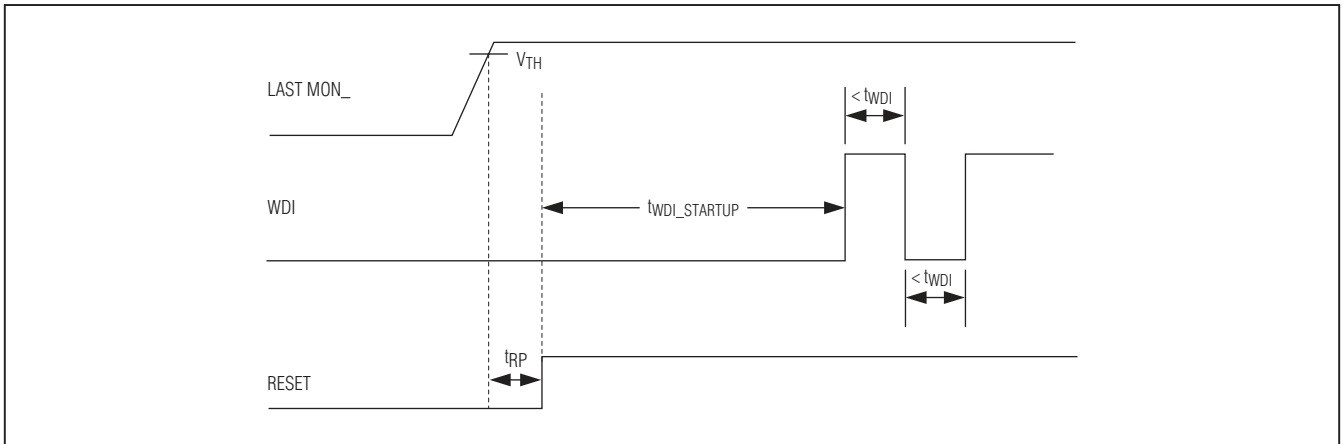 VTH
LAST MON_
< tWDI
WDI
tWDI_STARTUP
< tWDI
tRP
RESET